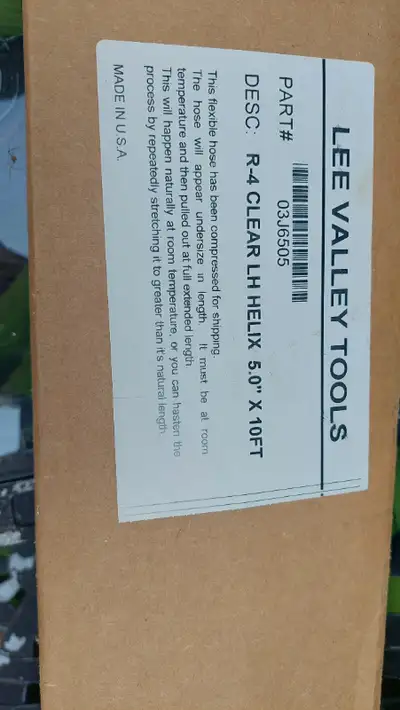 LEE VALLEY TOOLS
PART#
03J6505
DESC: R-4 CLEAR LH HELIX 5.0" X 10FT
This flexible hose has been compressed for shipping.
The hose will appear undersize in length. It must be at room
temperature and then pulled out at full extended length
This will happen naturally at room temperature, or you can hasten the
process by repeatedly stretching it to greater than it's natural length
MADE IN U.S.A.